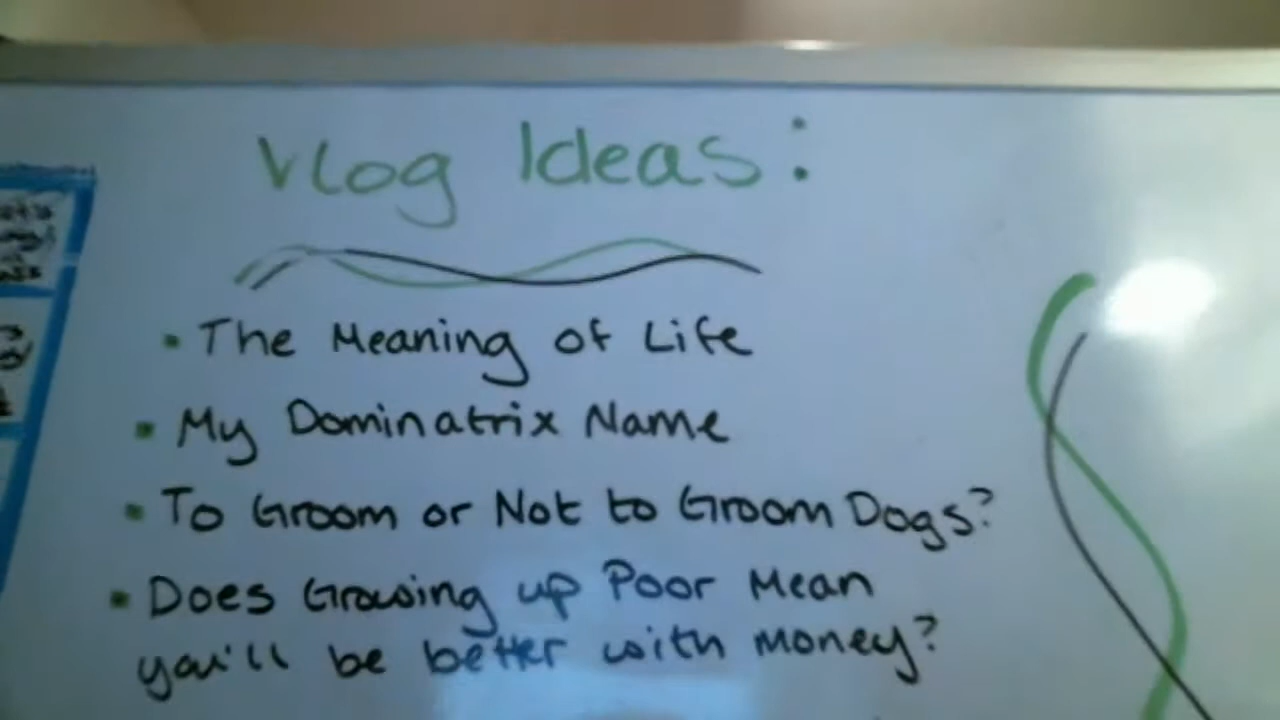 Vlog Ideas:
• The Meaning of Life
• My Dominatrix Name
• To Groom or Not to Groom Dogs?
• Does Growing up Poor Mean
you'll be better with money?